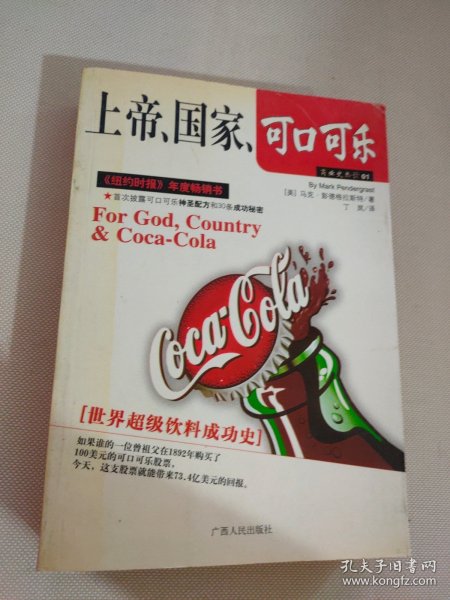 上帝、国家、可口可乐
商业史典藏01
By Mark Pendergrast
《纽约时报》年度畅销书
[美] 马克·彭德格拉斯特/著
★首次披露可口可乐神圣配方和30条成功秘密
丁岚/译
For God, Country
& Coca-Cola
Coca-Cola
[世界超级饮料成功史]
如果谁的一位曾祖父在1892年购买了
100美元的可口可乐股票，
今天，这支股票就能带来73.4亿美元的回报。
广西人民出版社
孔夫子旧书网
www.kongfz.com